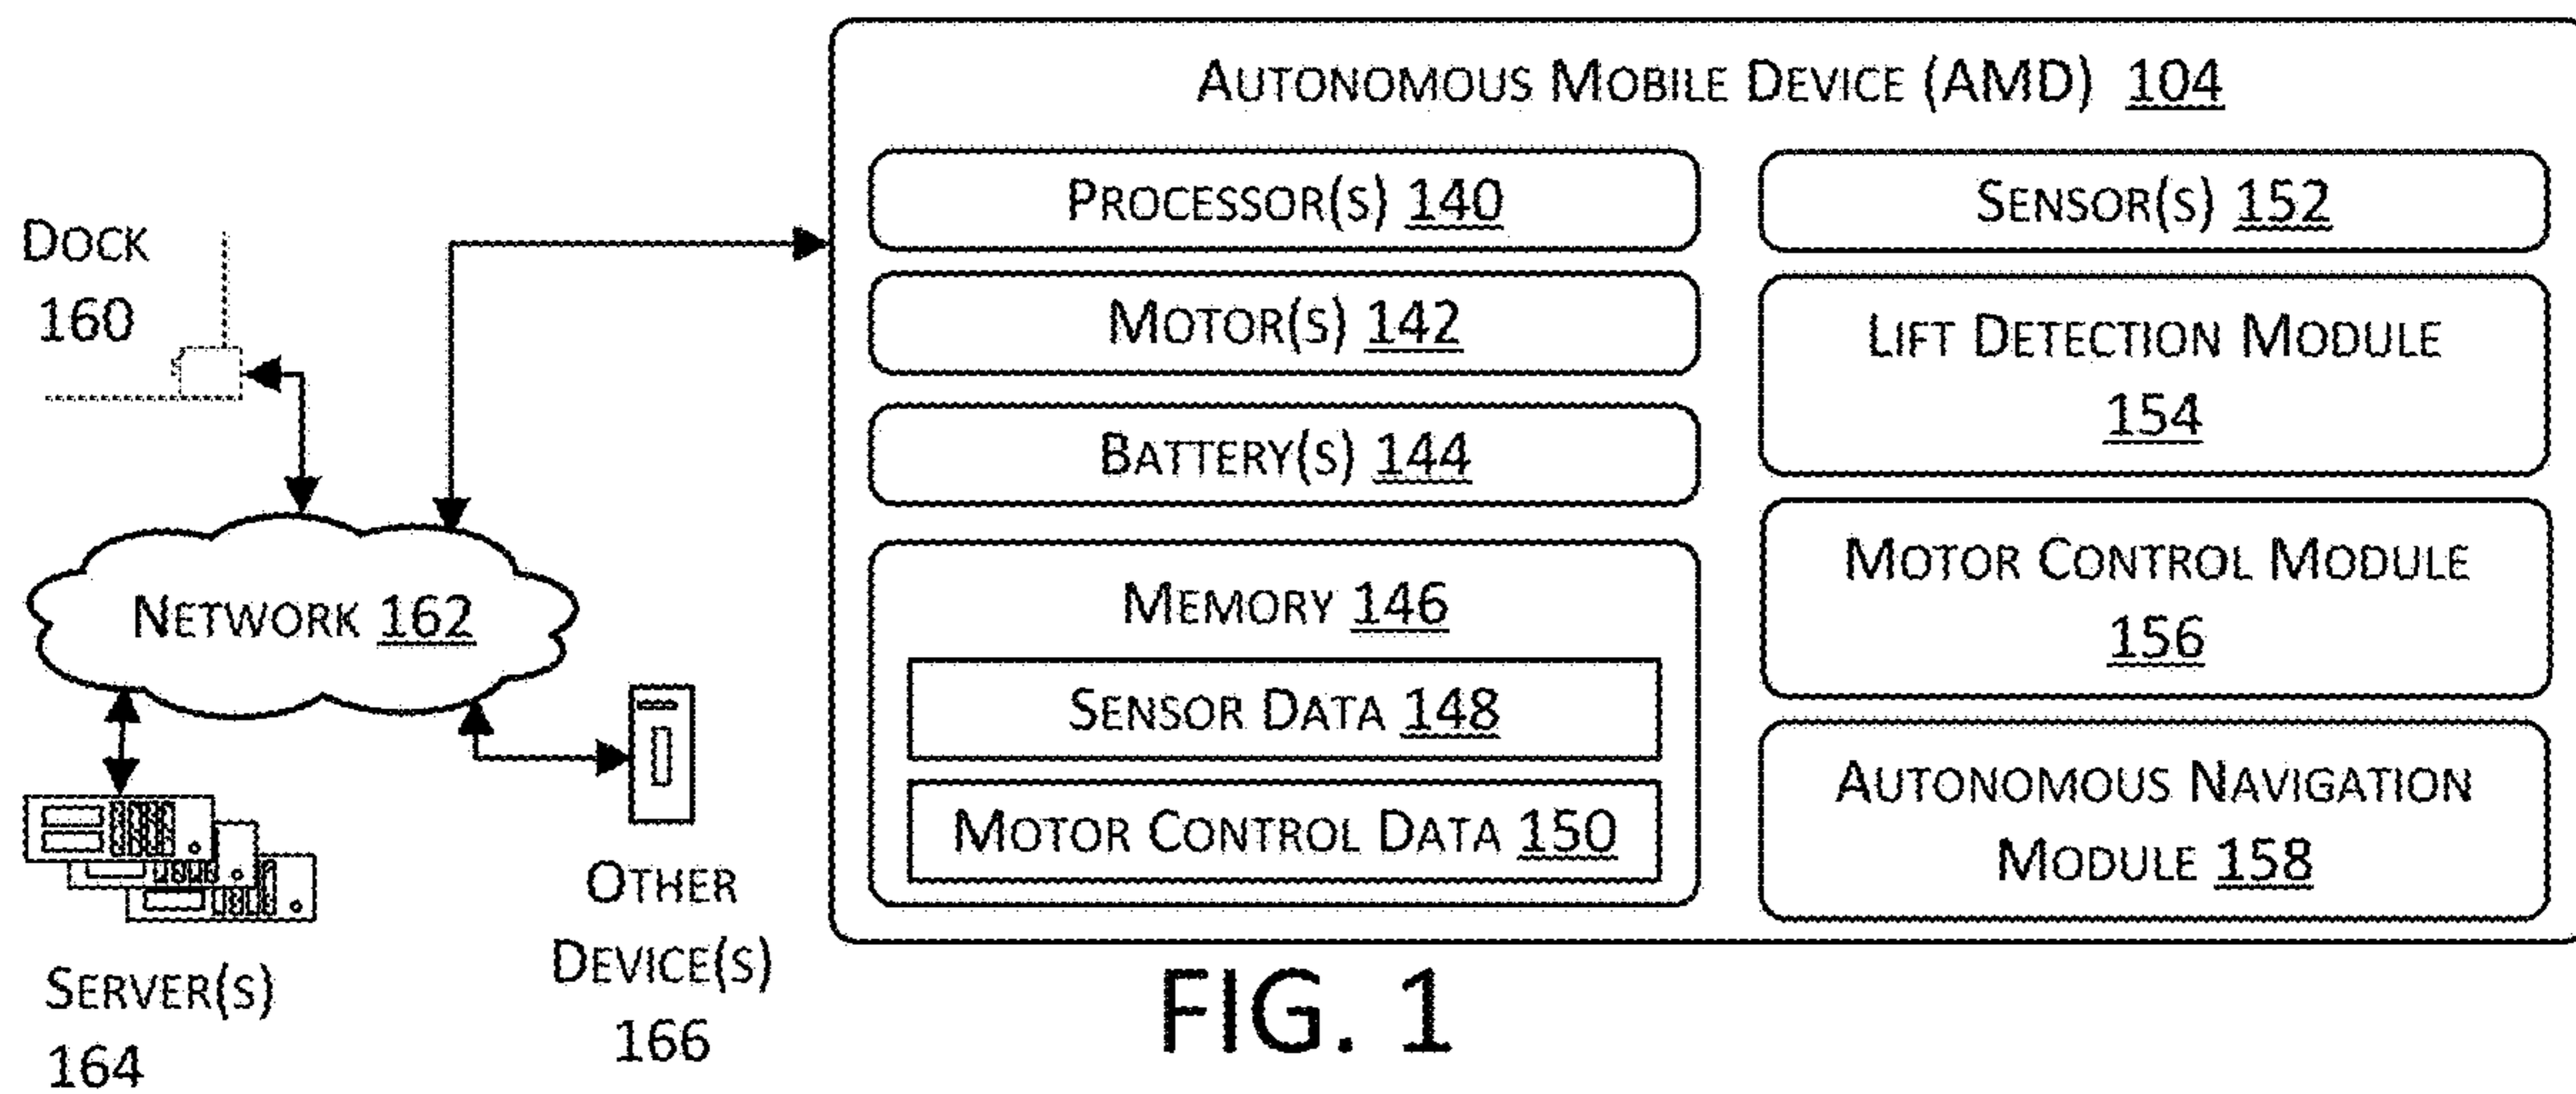 AUTONOMOUS MOBILE DEVICE (AMD) 104
PROCESSOR(S) 140
MOTOR(S) 142
BATTERY(S) 144
MEMORY 146
SENSOR DATA 148
MOTOR CONTROL DATA 150
SENSOR(S) 152
LIFT DETECTION MODULE
154
MOTOR CONTROL MODULE
156
AUTONOMOUS NAVIGATION
MODULE 158
DOCK
160
NETWORK 162
SERVER(S)
164
OTHER
DEVICE(S)
166
FIG. 1